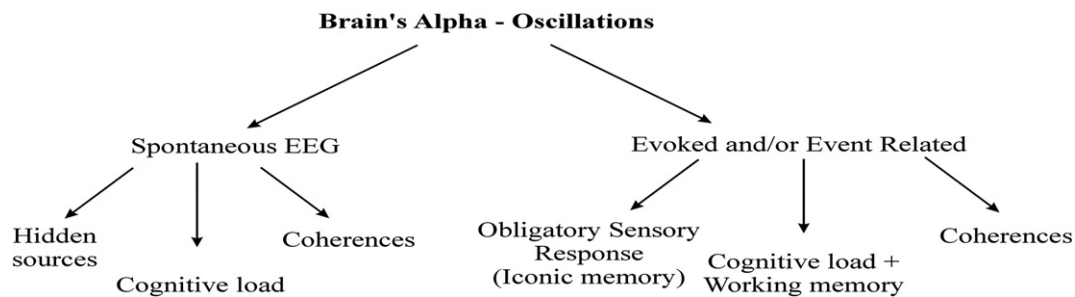 Brain's Alpha - Oscillations
Spontaneous EEG
Evoked and/or Event Related
Hidden
sources
Cognitive load
Coherences
Obligatory Sensory
Response
(Iconic memory)
Cognitive load +
Working memory
Coherences